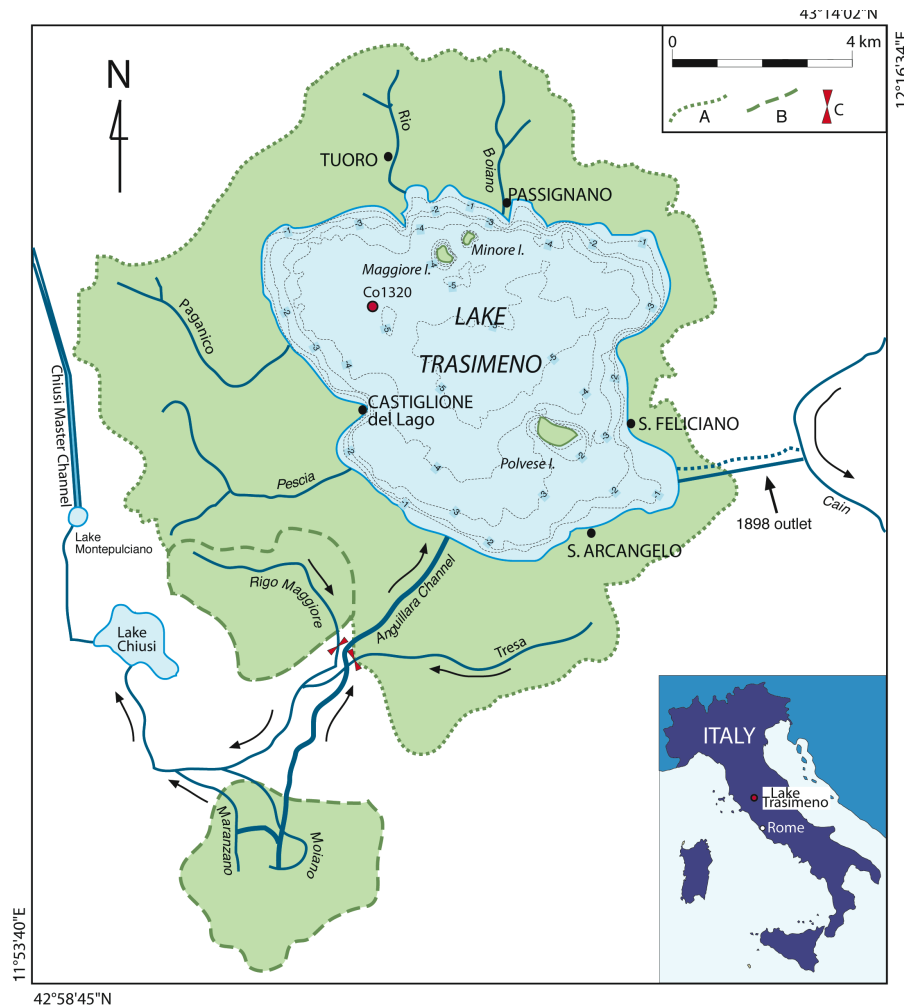 43°14'02"N
12°16'34"E
0 4 km
A B C
N
Rio
TUORO
Boiano
PASSIGNANO
Minore I.
Maggiore I.
Co1320
LAKE
TRASIMENO
Paganico
CASTIGLIONE
del Lago
S. FELICIANO
Polvese I.
Chiusi Master Channel
Pescia
1898 outlet
Cain
Lake
Montepulciano
S. ARCANGELO
Rigo Maggiore
Anguillara Channel
Tresa
Lake
Chiusi
Maranzano
Moiano
ITALY
Lake
Trasimeno
Rome
11°53'40"E
42°58'45"N